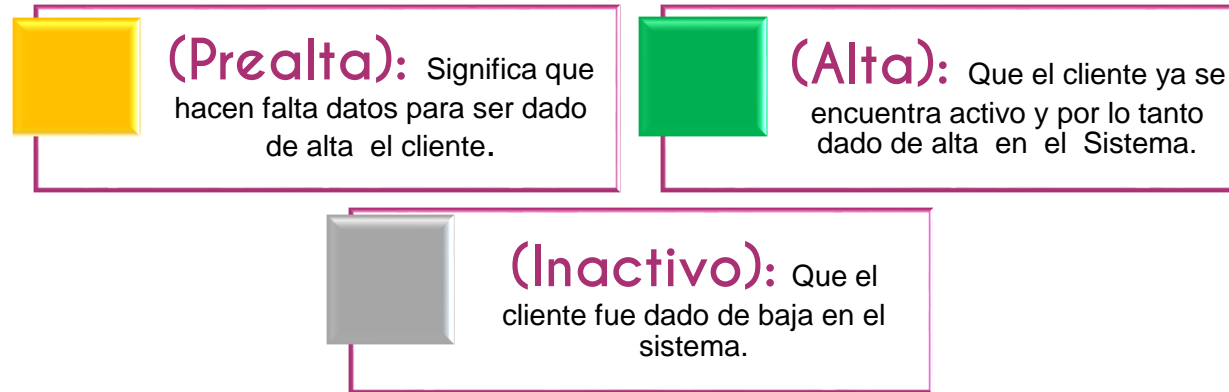 (Prealta): Significa que
hacen falta datos para ser dado
de alta el cliente.
(Alta): Que el cliente ya se
encuentra activo y por lo tanto
dado de alta en el Sistema.
(Inactivo): Que el
cliente fue dado de baja en el
sistema.